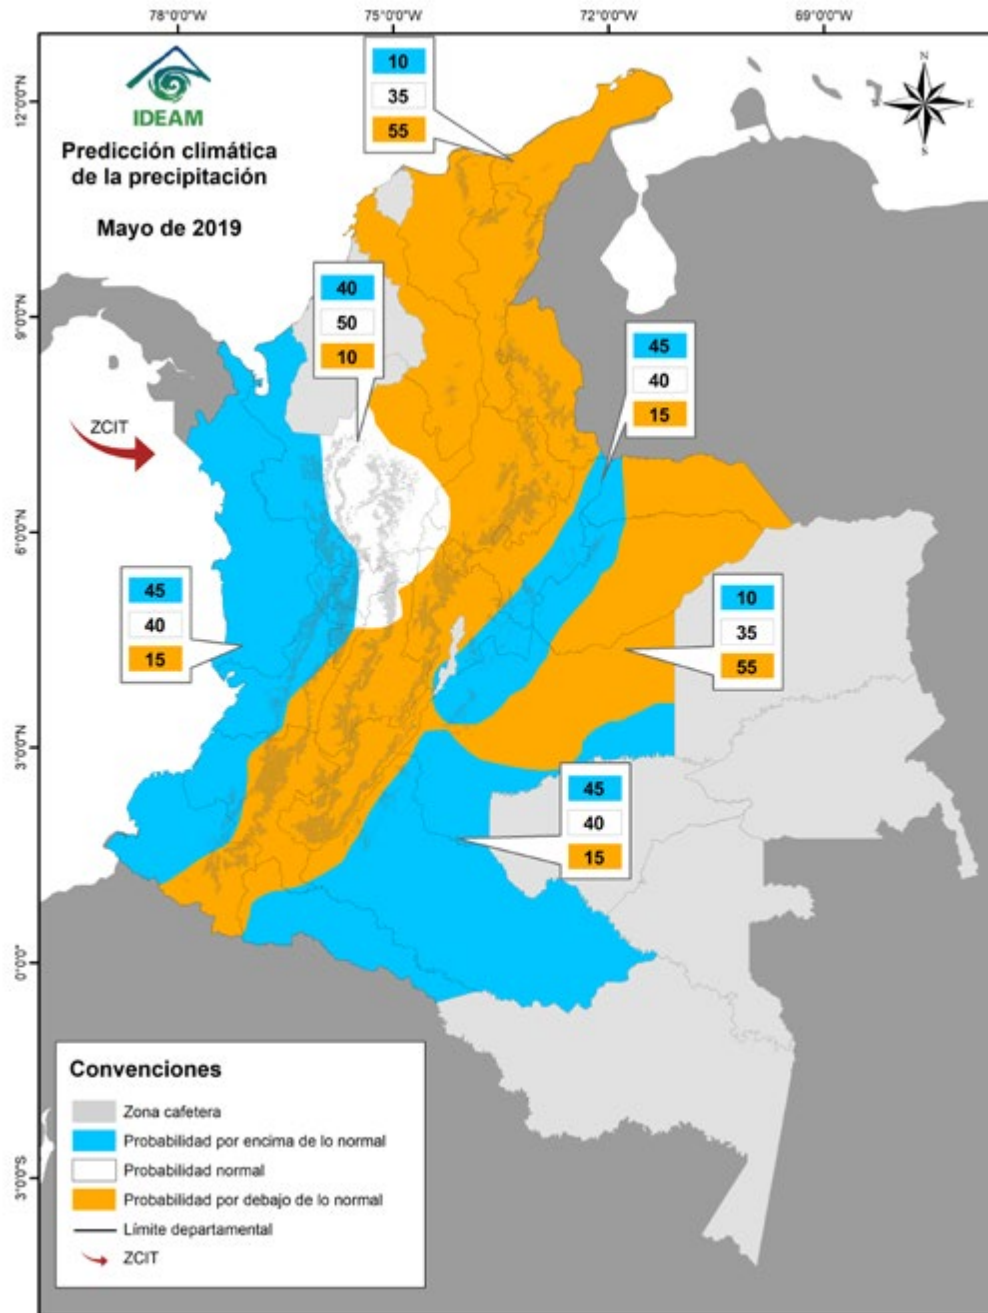 78°0'0"W
75°0'0"W
72°0'0"W
69°0'0"W
12°0'0"N
9°0'0"N
6°0'0"N
3°0'0"N
0°0'0"
3°0'0"S
IDEAM
Predicción climática
de la precipitación
Mayo de 2019
N
E
S
10
35
55
40
50
10
45
40
15
ZCIT
45
40
15
10
35
55
45
40
15
Convenciones
Zona cafetera
Probabilidad por encima de lo normal
Probabilidad normal
Probabilidad por debajo de lo normal
Límite departamental
ZCIT